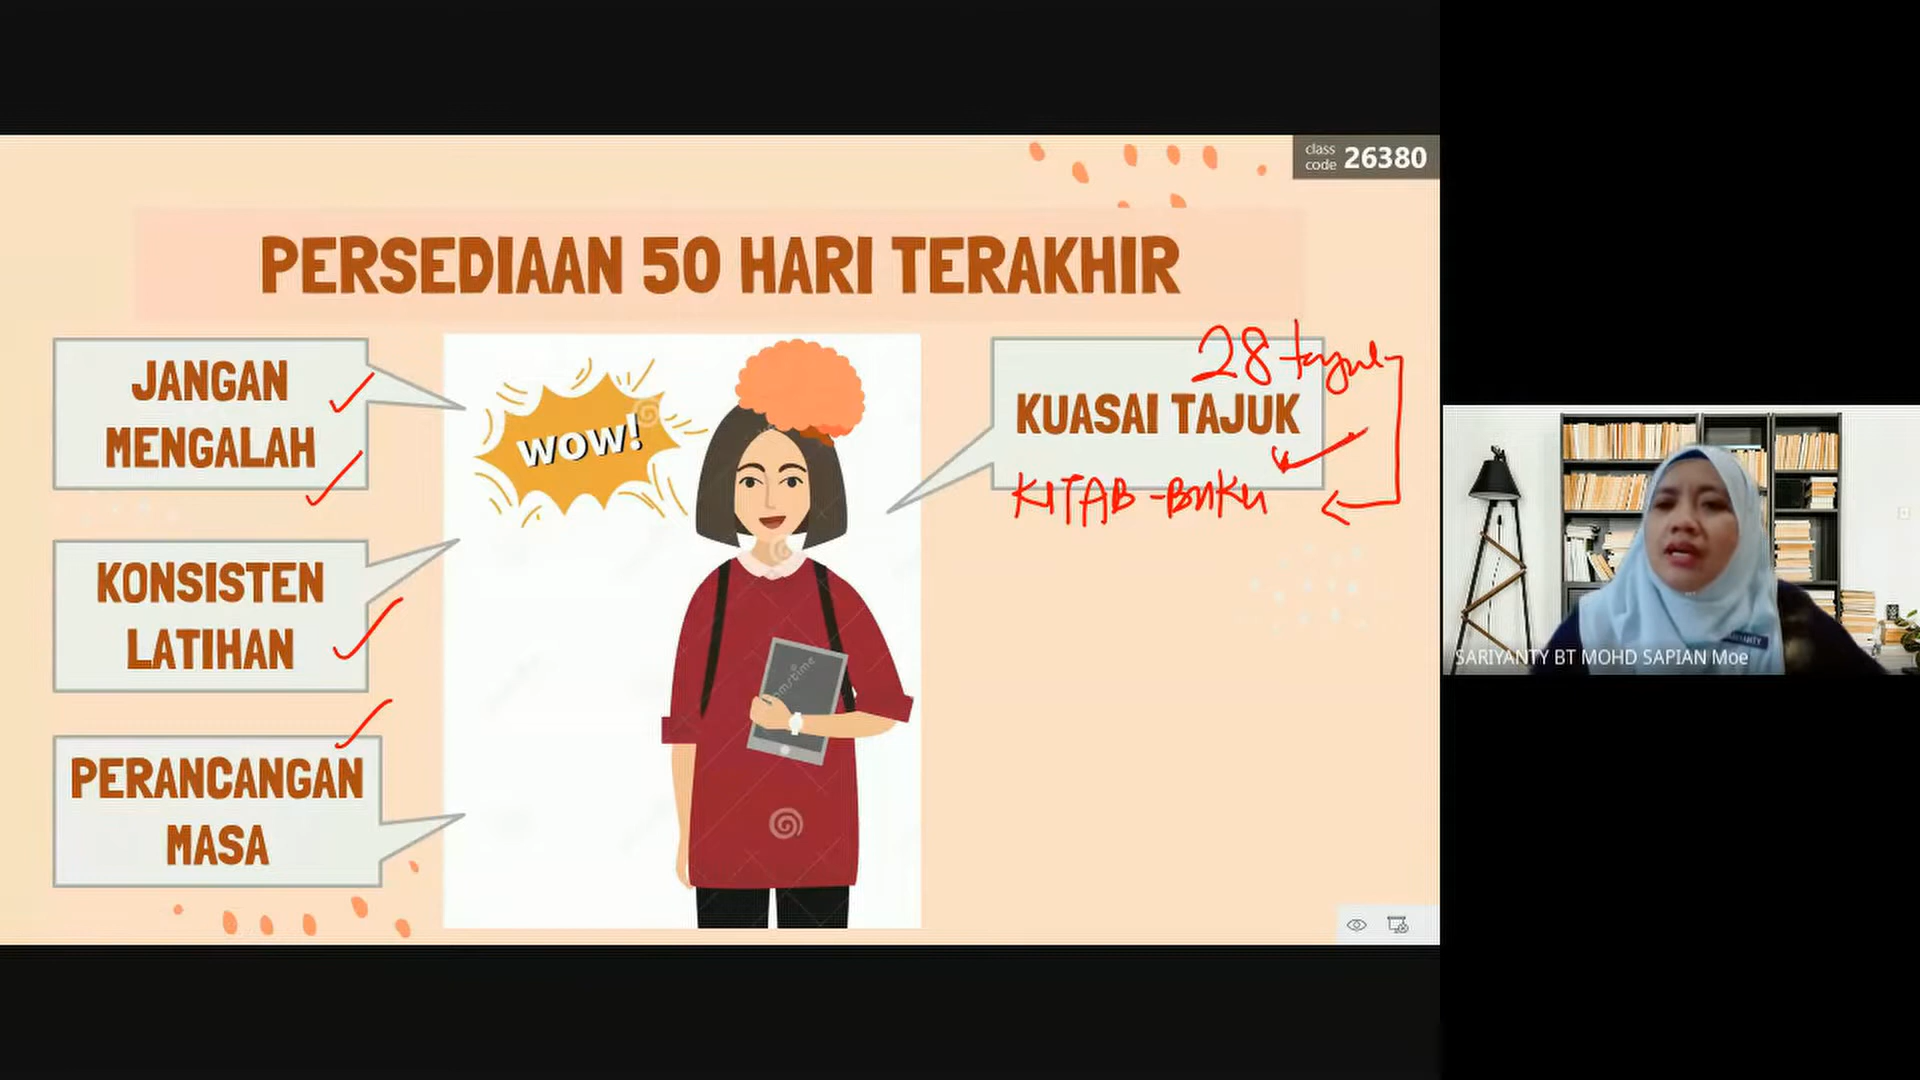 class
code 26380
PERSEDIAAN 50 HARI TERAKHIR
JANGAN
MENGALAH
WOW!
28 tajuk
KUASAI TAJUK
KITAB - BUKU
KONSISTEN
LATIHAN
PERANCANGAN
MASA
SARIYANTY BT MOHD SAPIAN Moe